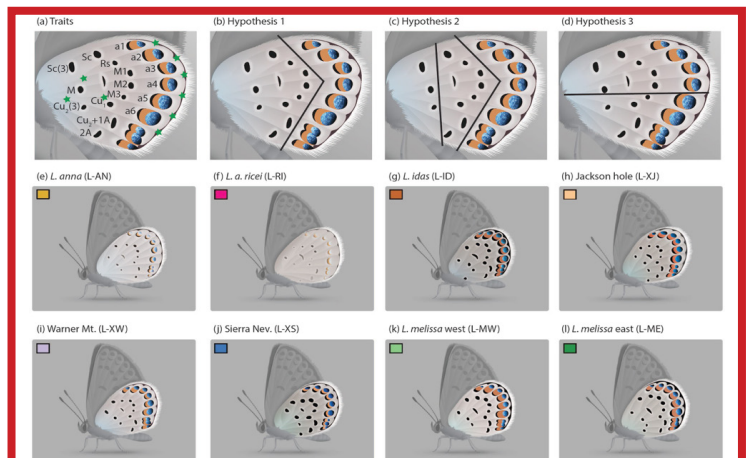 (a) Traits
(b) Hypothesis 1
(c) Hypothesis 2
(d) Hypothesis 3
a1
Sc
a2
Sc(3)
Rs
a3
M1
M2
a4
M
M3
Cu
a5
Cu2(3)
a6
Cu2+1A
2A
(e) L. anna (L-AN)
(f) L. a. ricei (L-RI)
(g) L. idas (L-ID)
(h) Jackson hole (L-XJ)
(i) Warner Mt. (L-XW)
(j) Sierra Nev. (L-XS)
(k) L. melissa west (L-MW)
(l) L. melissa east (L-ME)